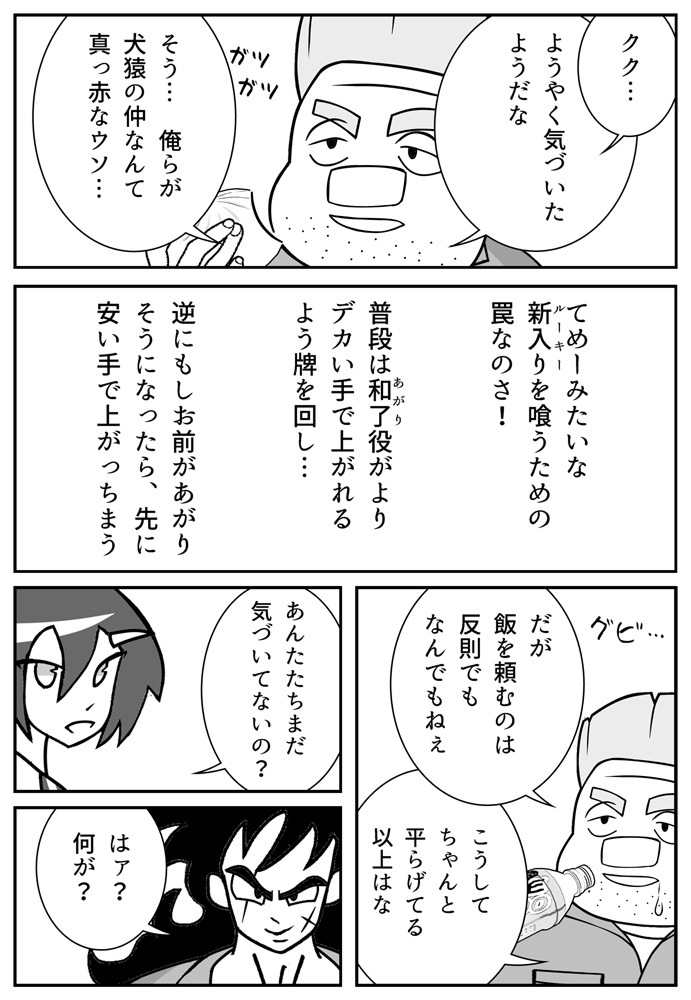 クク…
ようやく気づいた
ようだな
ガツ
ガツ
そう… 俺らが
犬猿の仲なんて
真っ赤なウソ…
てめーみたいな
新入りを喰うための
ルーキー
罠なのさ！
普段は和了役がより
あがり
デカい手で上がれる
よう牌を回し…
逆にもしお前があがり
そうになったら、先に
安い手で上がっちまう
グビ…
だが
飯を頼むのは
反則でも
なんでもねぇ
こうして
ちゃんと
平らげてる
以上はな
あんたたちまだ
気づいてないの？
はァ？
何が？